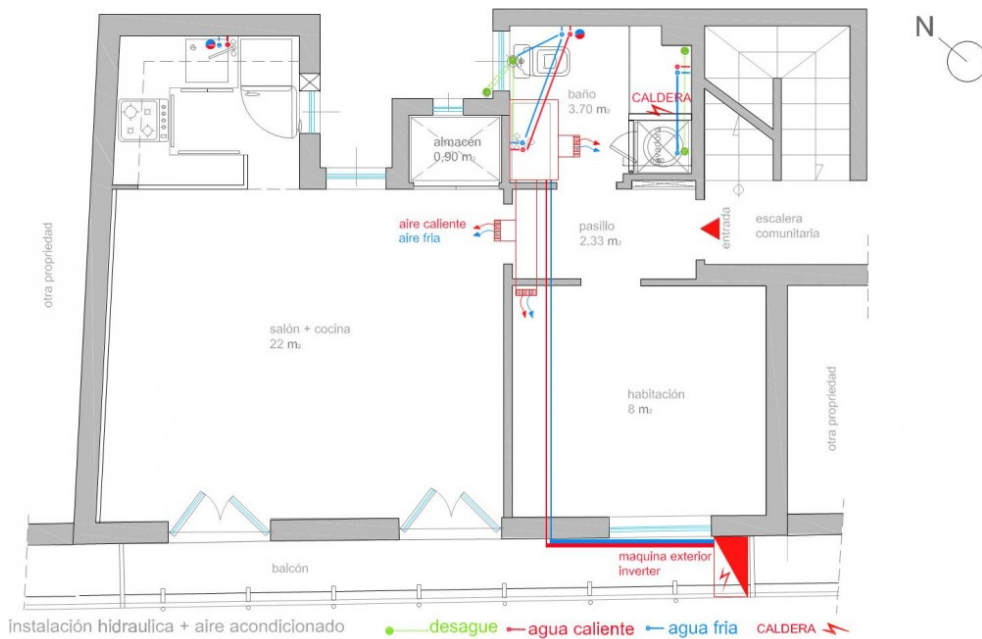 N
baño
3.70 m2
CALDERA
almacén
0.90 m2
lavadora
aire caliente
aire fria
pasillo
2.33 m2
entrada
escalera
comunitaria
otra propiedad
salón + cocina
22 m2
habitación
8 m2
otra propiedad
maquina exterior
inverter
balcón
instalación hidraulica + aire acondicionado
desague
agua caliente
agua fria
CALDERA